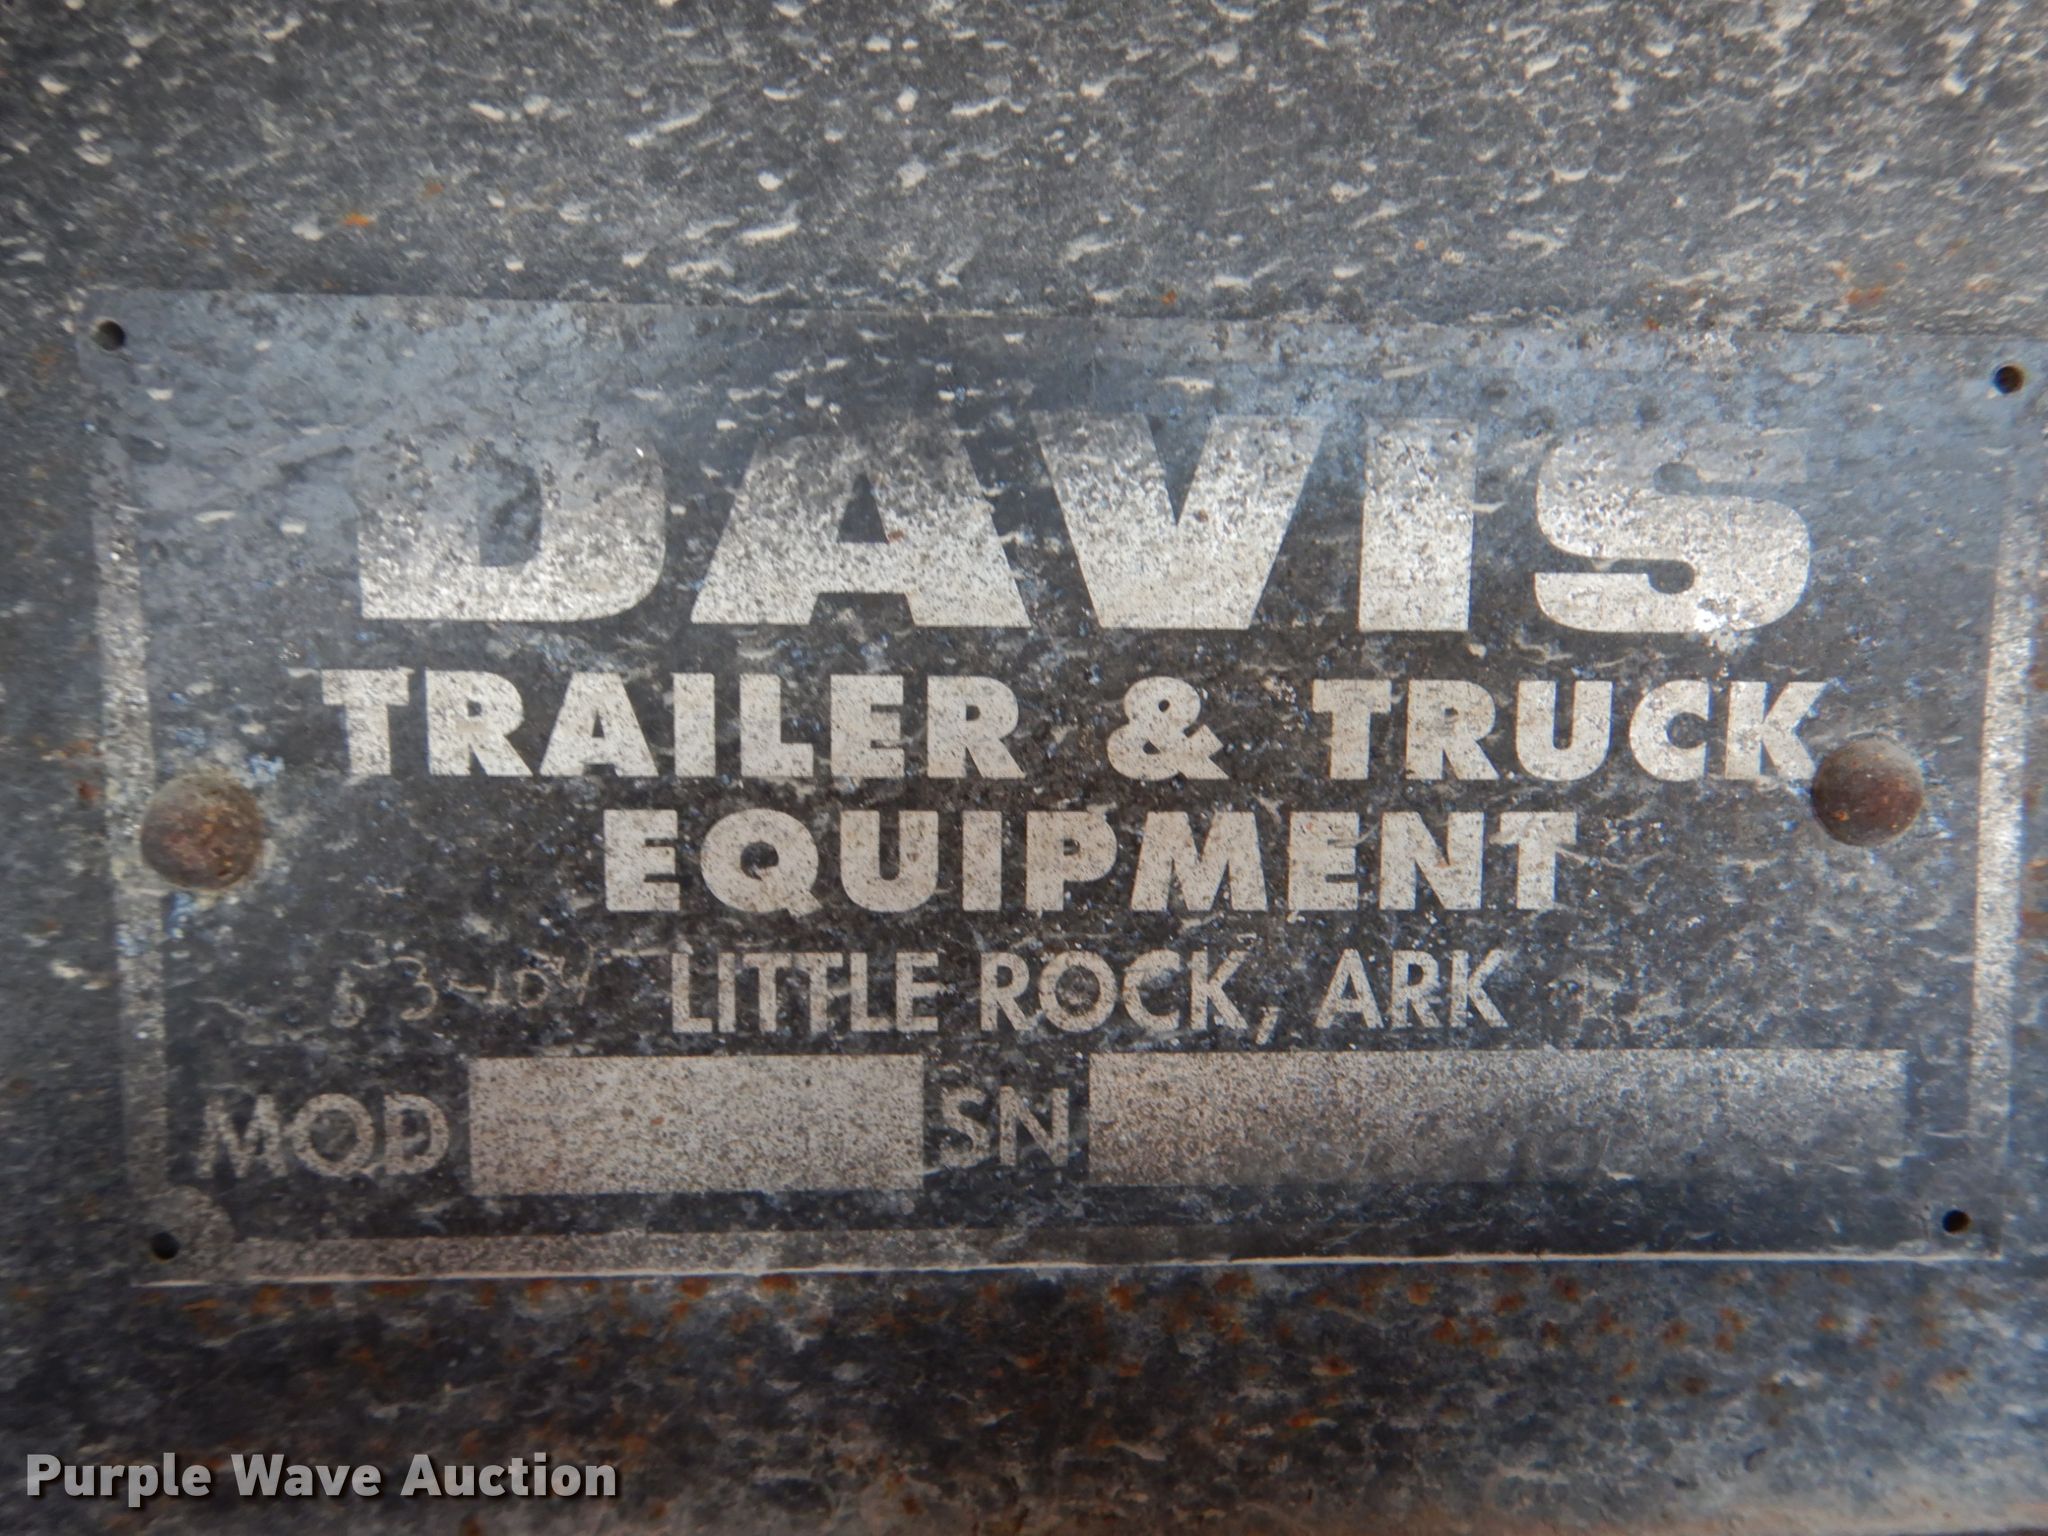 DAVIS
TRAILER & TRUCK
EQUIPMENT
LITTLE ROCK, ARK
MOD SN
Purple Wave Auction